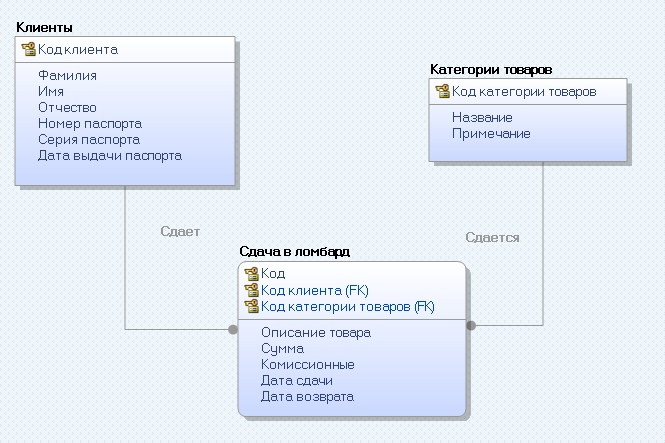 Клиенты
Код клиента
Фамилия
Имя
Отчество
Номер паспорта
Серия паспорта
Дата выдачи паспорта
Категории товаров
Код категории товаров
Название
Примечание
Сдает
Сдается
Сдача в ломбард
Код
Код клиента (FK)
Код категории товаров (FK)
Описание товара
Сумма
Комиссионные
Дата сдачи
Дата возврата